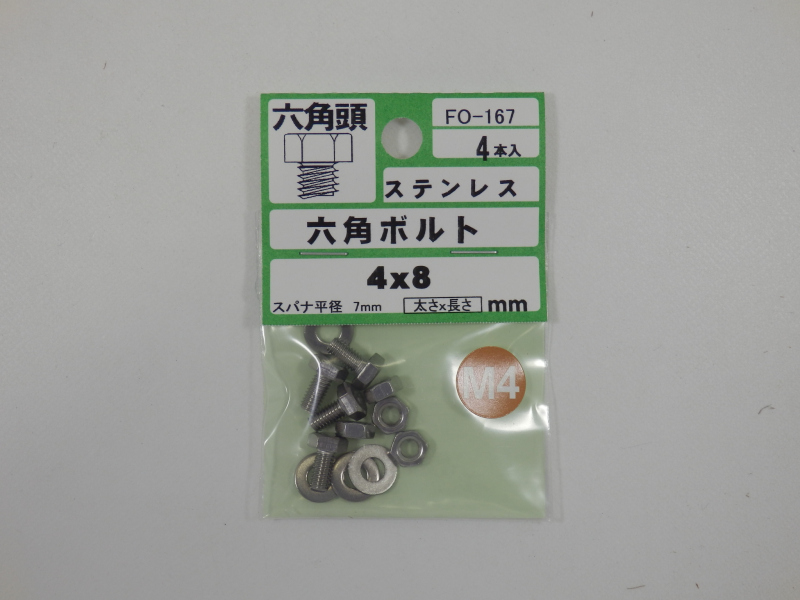 六角頭
FO-167
4本入
ステンレス
六角ボルト
4x8
スパナ平径 7mm 太さx長さ mm
M4